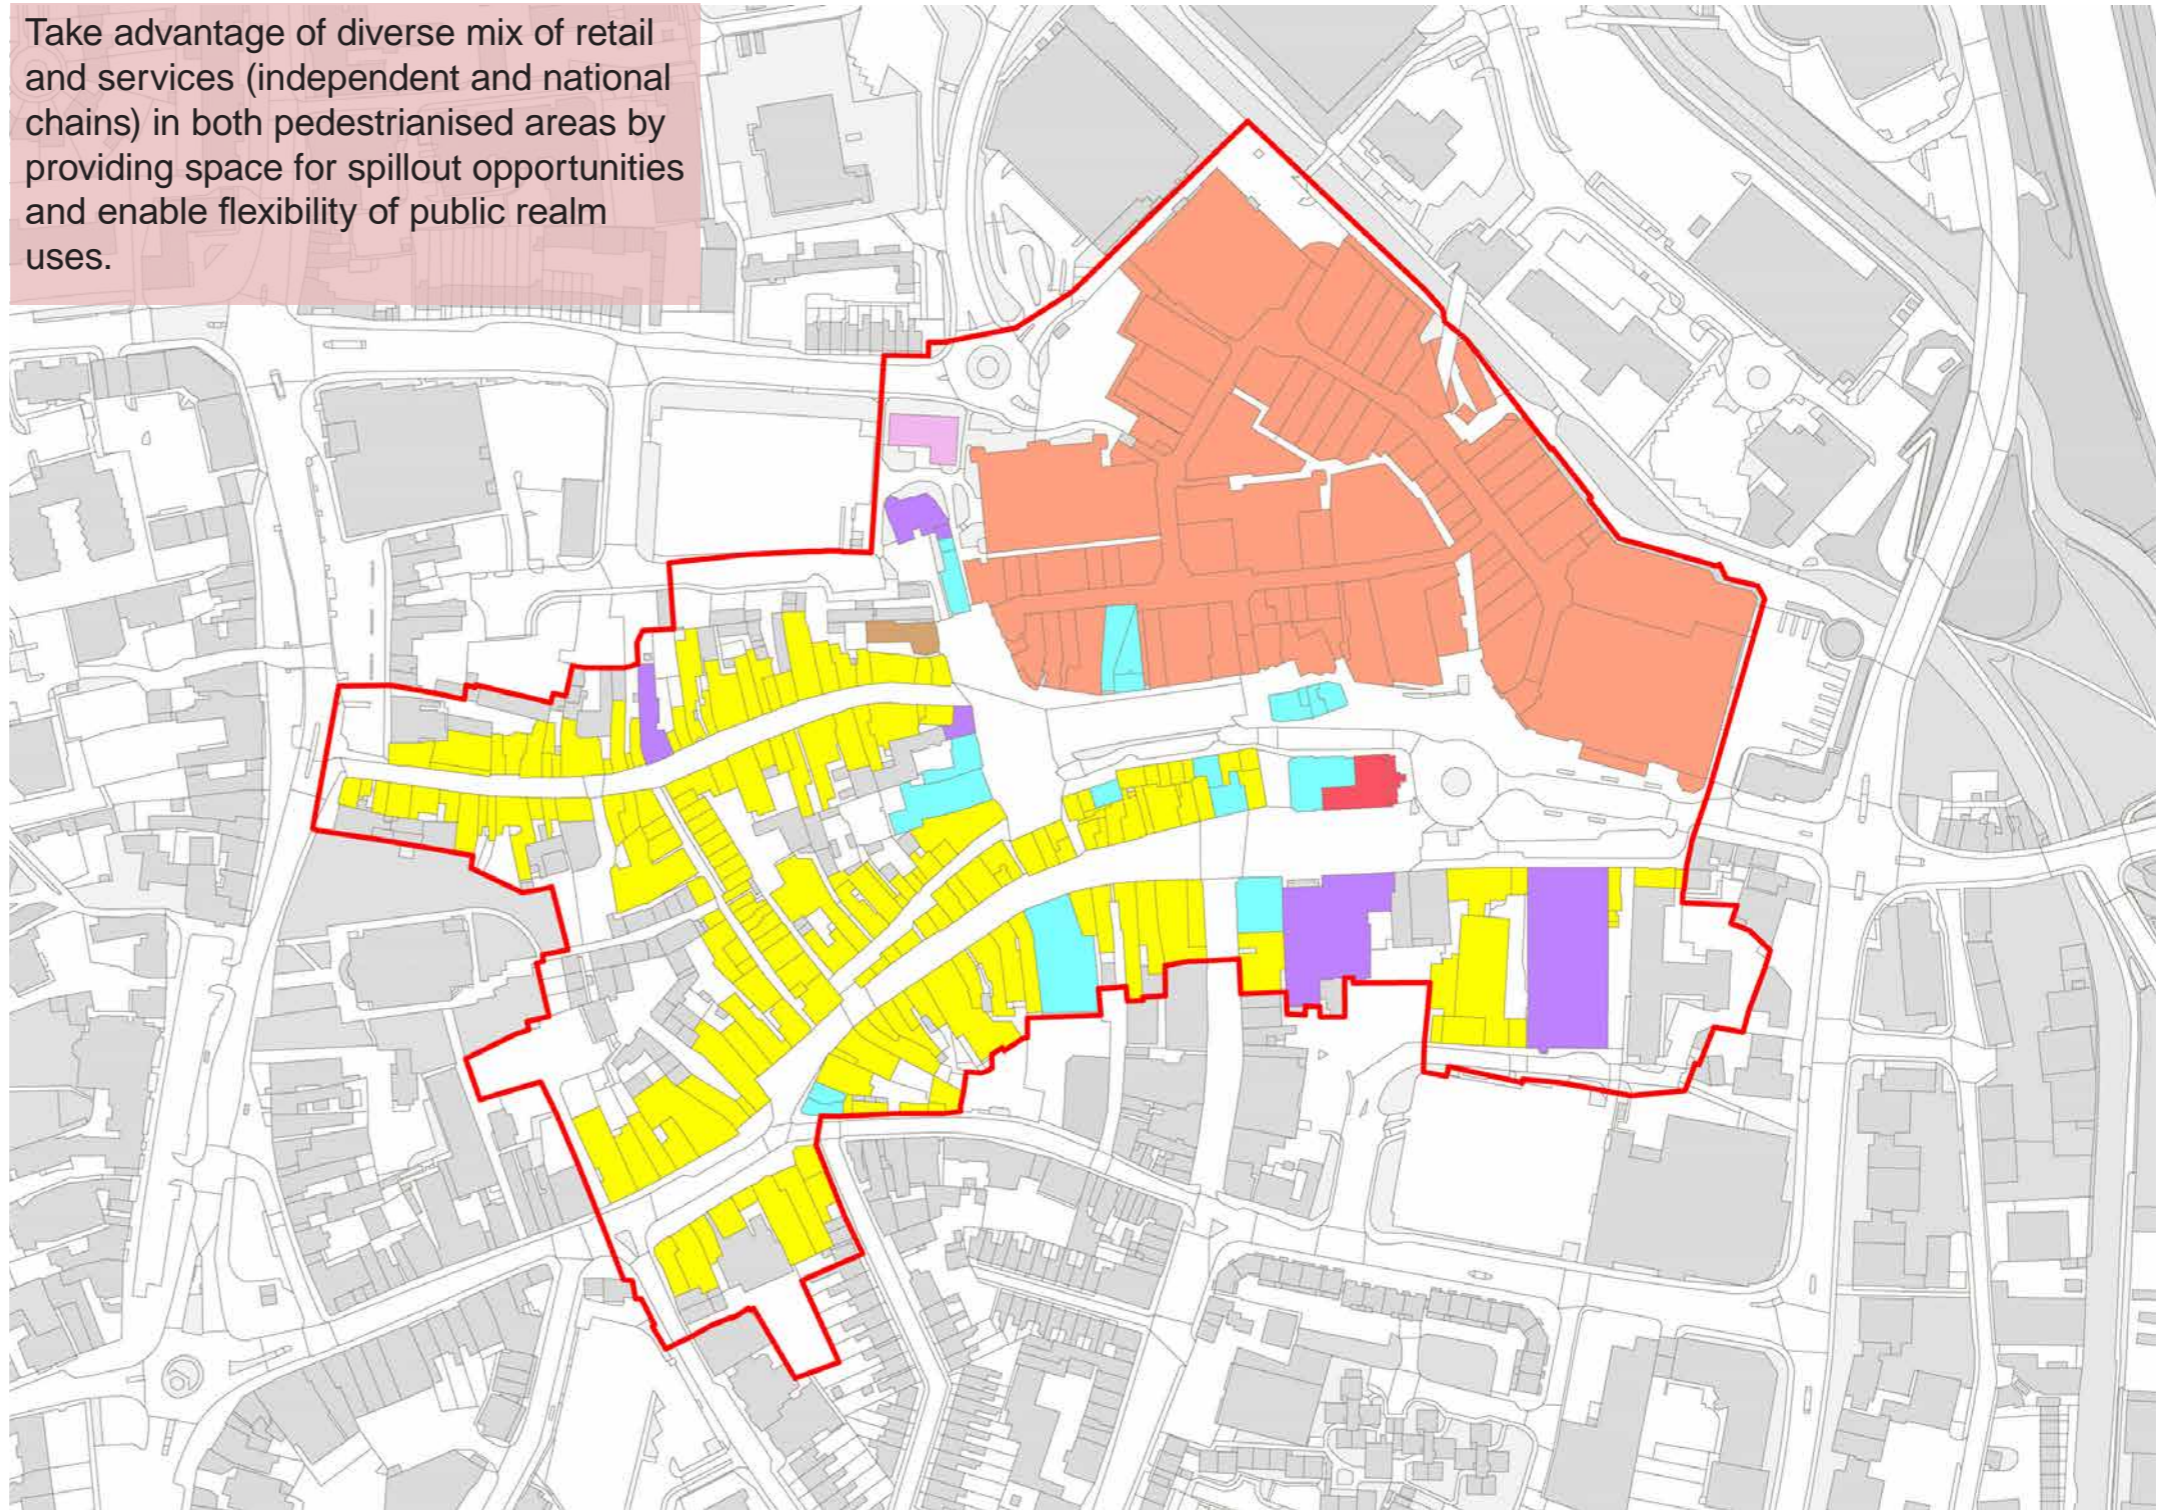 Take advantage of diverse mix of retail
and services (independent and national
chains) in both pedestrianised areas by
providing space for spillout opportunities
and enable flexibility of public realm
uses.